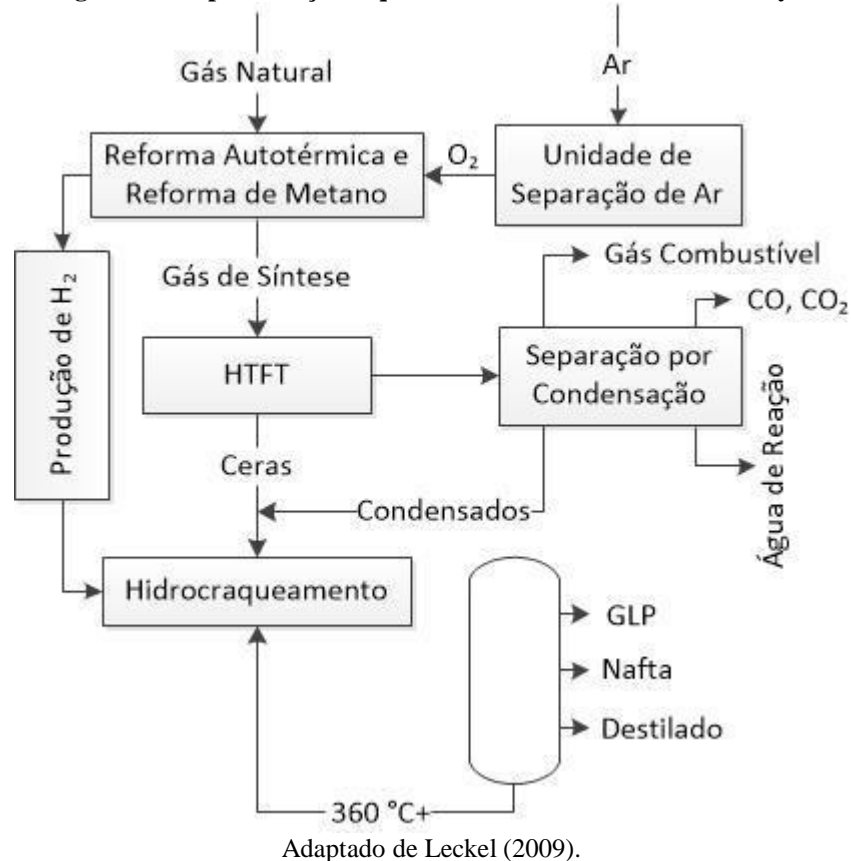 Gás Natural
Ar
Reforma Autotérmica e
Reforma de Metano
O₂
Unidade de
Separação de Ar
Gás Combustível
Produção de H₂
Gás de Síntese
CO, CO₂
HTFT
Separação por
Condensação
Ceras
Água de Reação
Condensados
Hidrocraqueamento
GLP
Nafta
Destilado
360 °C+
Adaptado de Leckel (2009).